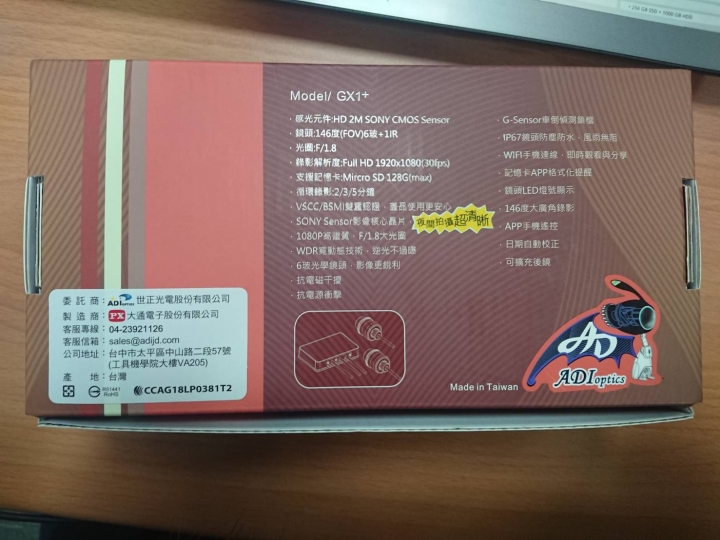 256 GB SSD + 1000 GB HDD
Model/ GX1+
・感光元件:HD 2M SONY CMOS Sensor
・鏡頭:146度(FOV)6玻+1IR
・光圈:F/1.8
・錄影解析度:Full HD 1920x1080(30fps)
・支援記憶卡:Mircro SD 128G(max)
・循環錄影:2/3/5分鐘
・VSCC/BSMI雙重認證，產品使用更安心
・SONY Sensor影像核心晶片，
夜間拍攝超清晰
・1080P高畫質、F/1.8大光圈
・WDR寬動態技術，逆光不過曝
・6玻光學鏡頭，影像更銳利
・抗電磁干擾
・抗電源衝擊
・G-Sensor車側偵測鎖檔
・IP67鏡頭防塵防水，風雨無阻
・WIFI手機連線，即時觀看與分享
・記憶卡APP格式化提醒
・鏡頭LED燈號顯示
・146度大廣角錄影
・APP手機遙控
・日期自動校正
・可擴充後鏡
委託商: ADIoptics 世正光電股份有限公司
製造商: PX 大通電子股份有限公司
客服專線: 04-23921126
客服信箱: sales@adijd.com
公司地址: 台中市太平區中山路二段57號
(工具機學院大樓VA205)
產地: 台灣
RoHS
CCAG18LP0381T2
Made in Taiwan
AD
ADIoptics